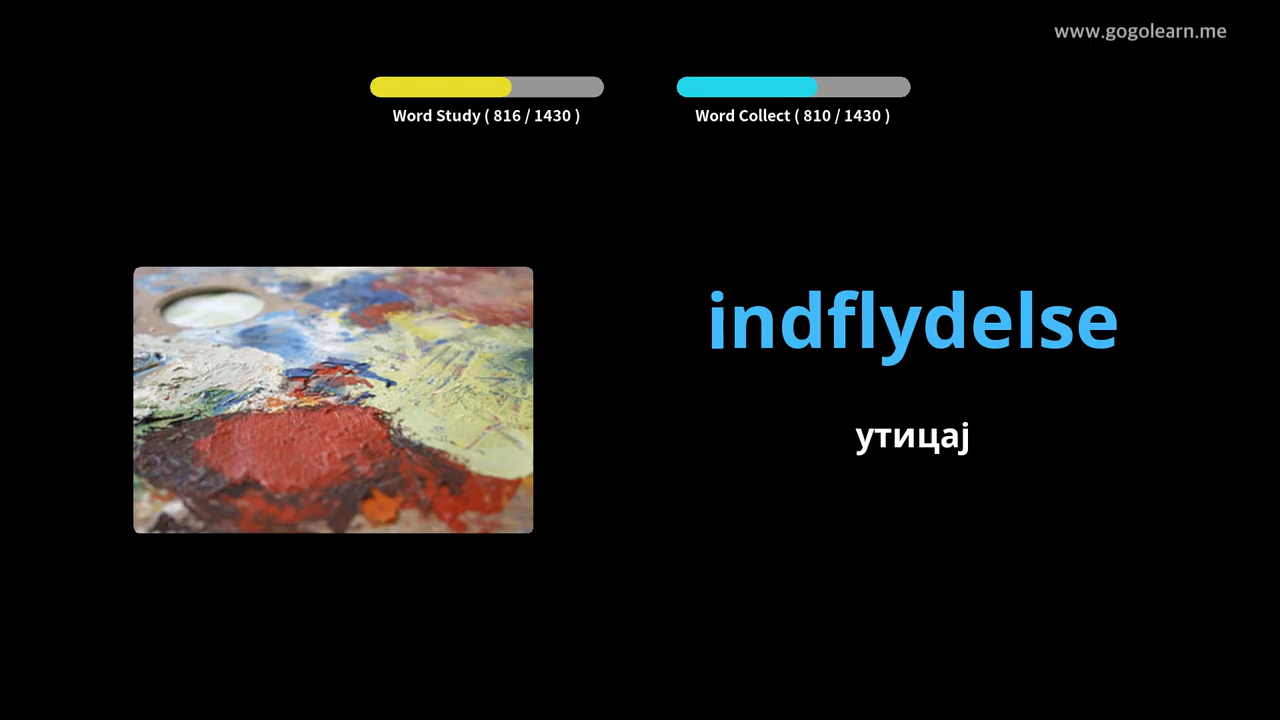 www.gogolearn.me
Word Study ( 816 / 1430 )
Word Collect ( 810 / 1430 )
indflydelse
утицај